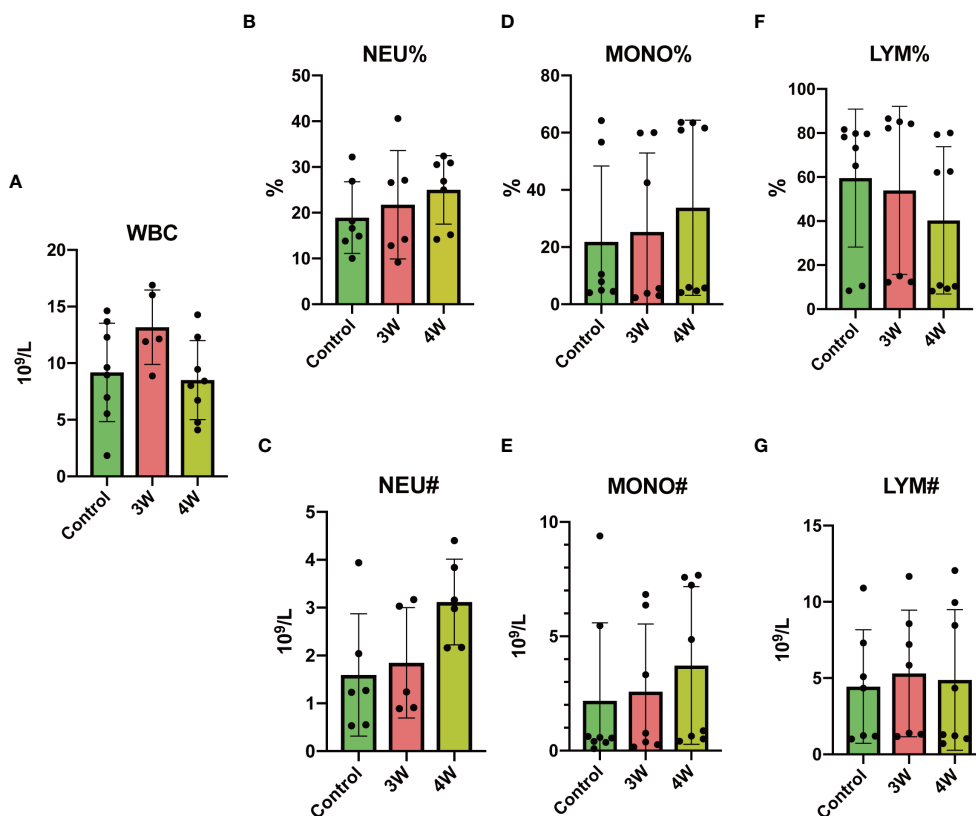 A
WBC
10⁹/L
20
15
10
5
0
Control
3W
4W
B
NEU%
%
50
40
30
20
10
0
Control
3W
4W
C
NEU#
10⁹/L
5
4
3
2
1
0
Control
3W
4W
D
MONO%
%
80
60
40
20
0
Control
3W
4W
E
MONO#
10⁹/L
10
5
0
Control
3W
4W
F
LYM%
%
100
80
60
40
20
0
Control
3W
4W
G
LYM#
10⁹/L
15
10
5
0
Control
3W
4W